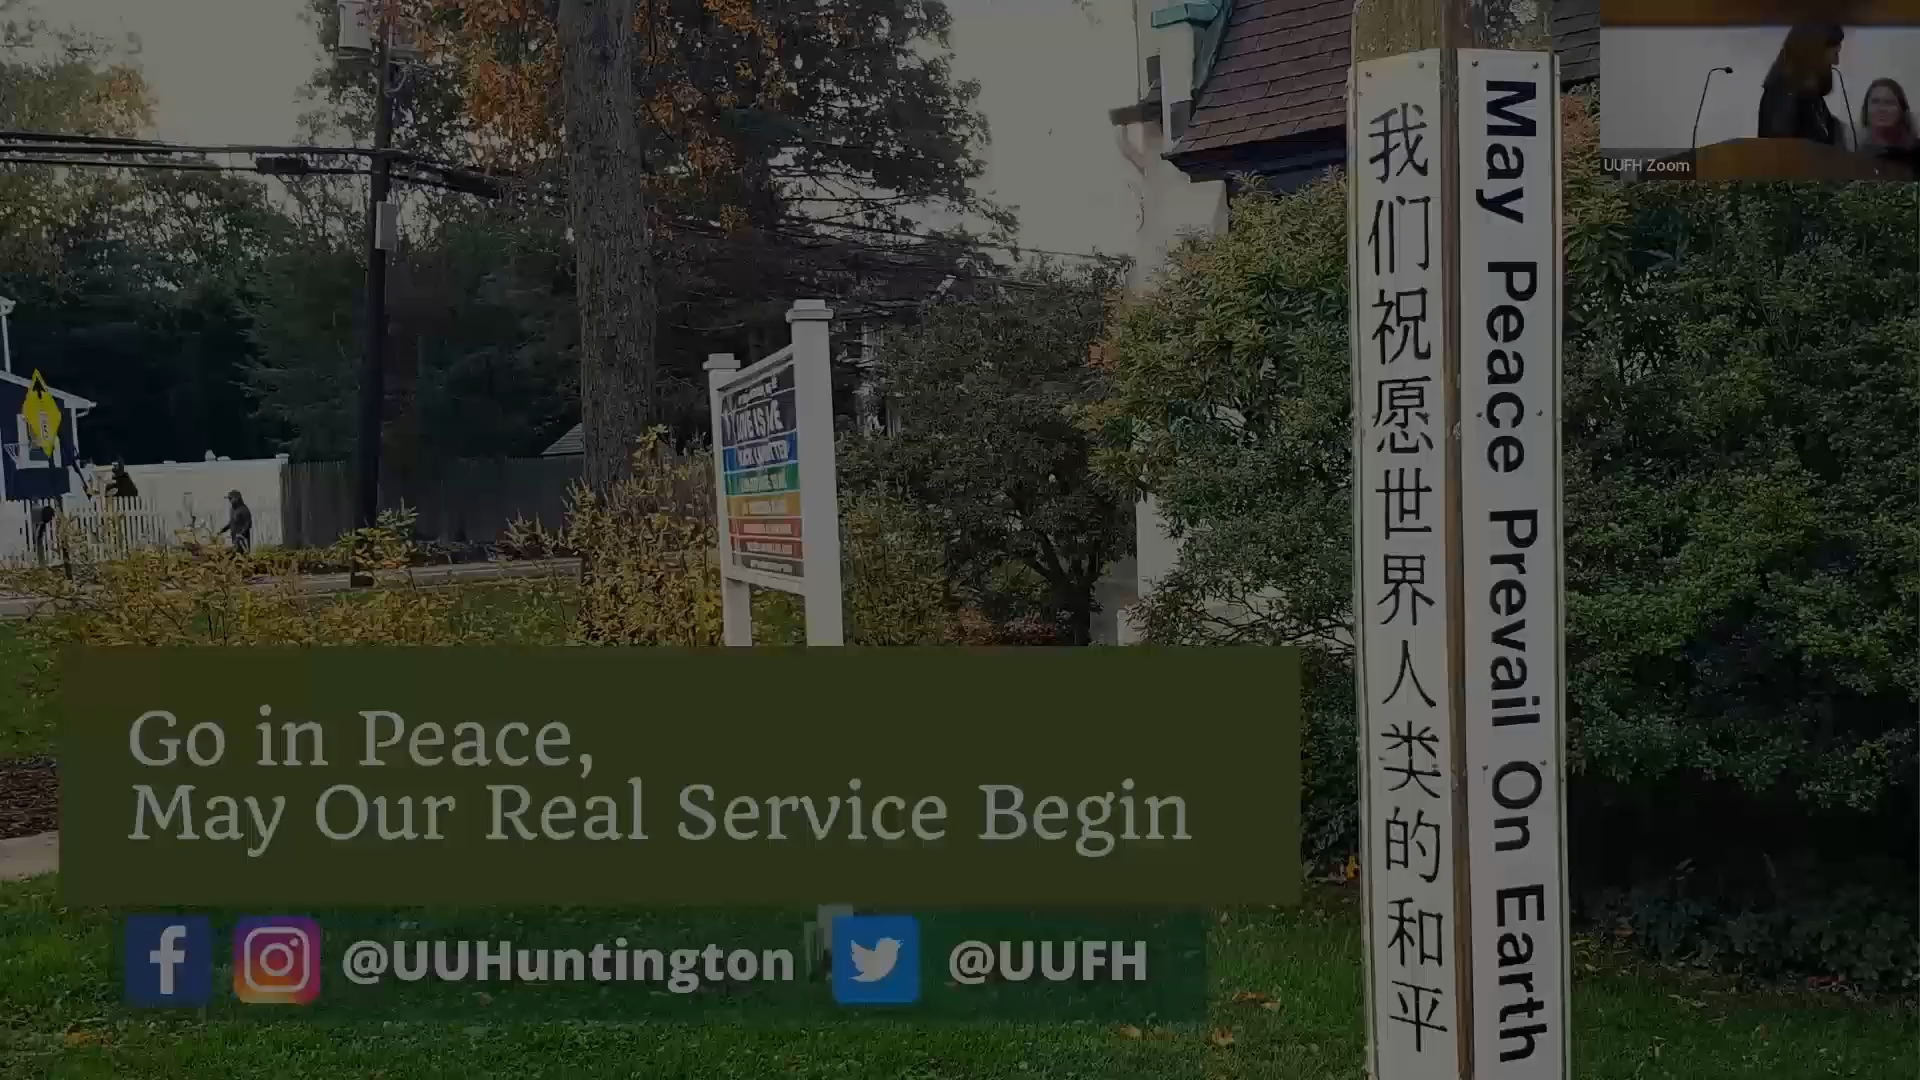 我们祝愿世界人类的和平
May Peace Prevail On Earth
UUFH Zoom
Go in Peace,
May Our Real Service Begin
@UUHuntington
@UUFH